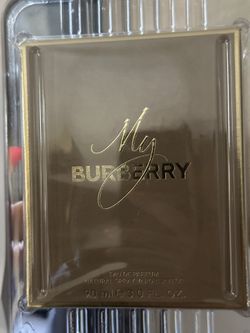 My
BURBERRY
EAU DE PARFUM
NATURAL SPRAY
90 ml ℮ 3.0 FL. OZ.